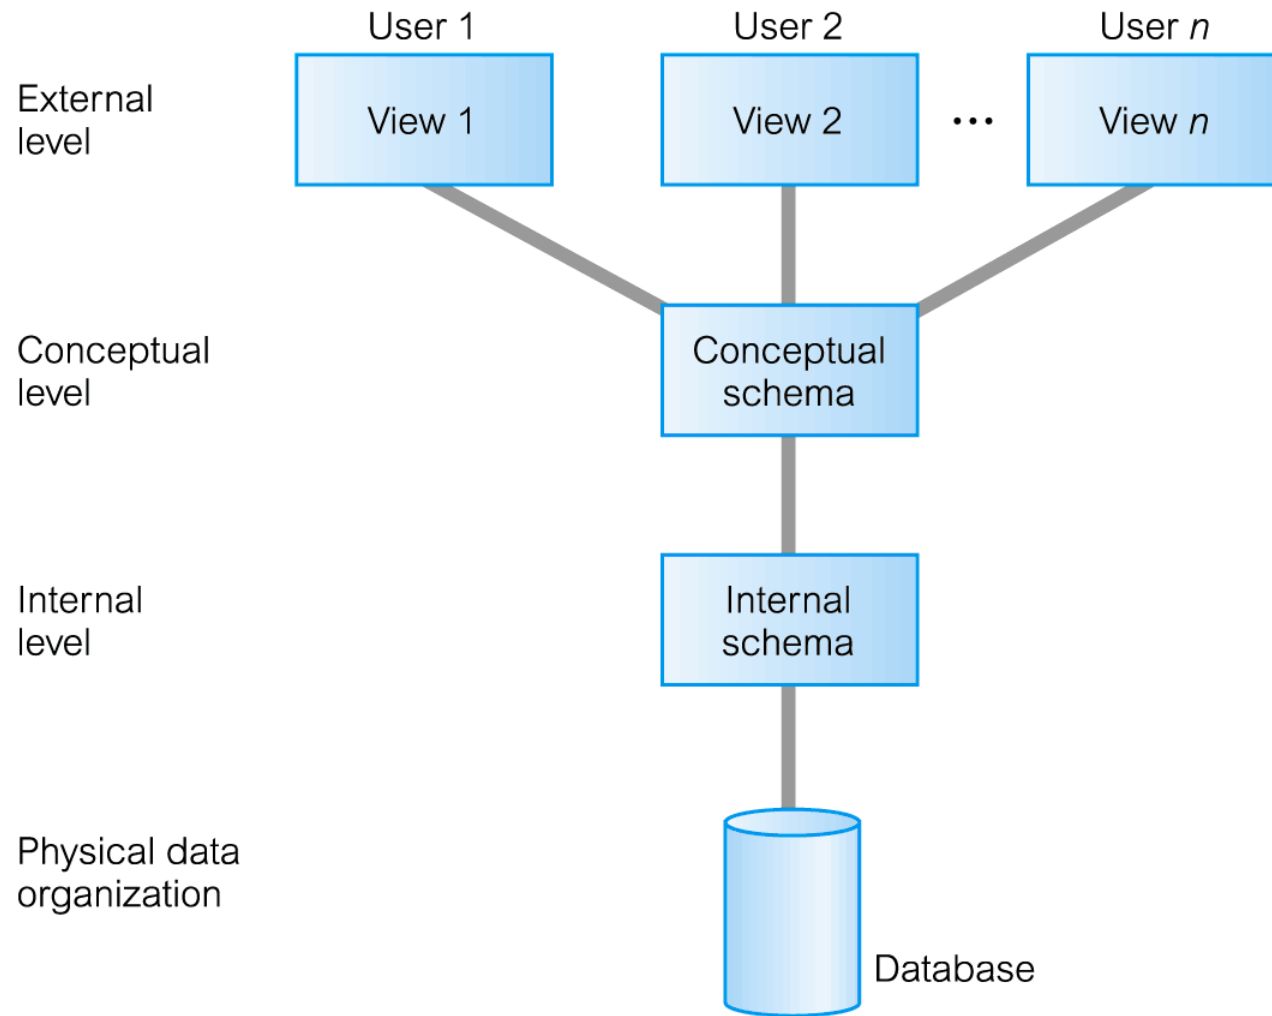 User 1
User 2
User n
External
level
View 1
View 2
...
View n
Conceptual
level
Conceptual
schema
Internal
level
Internal
schema
Physical data
organization
Database